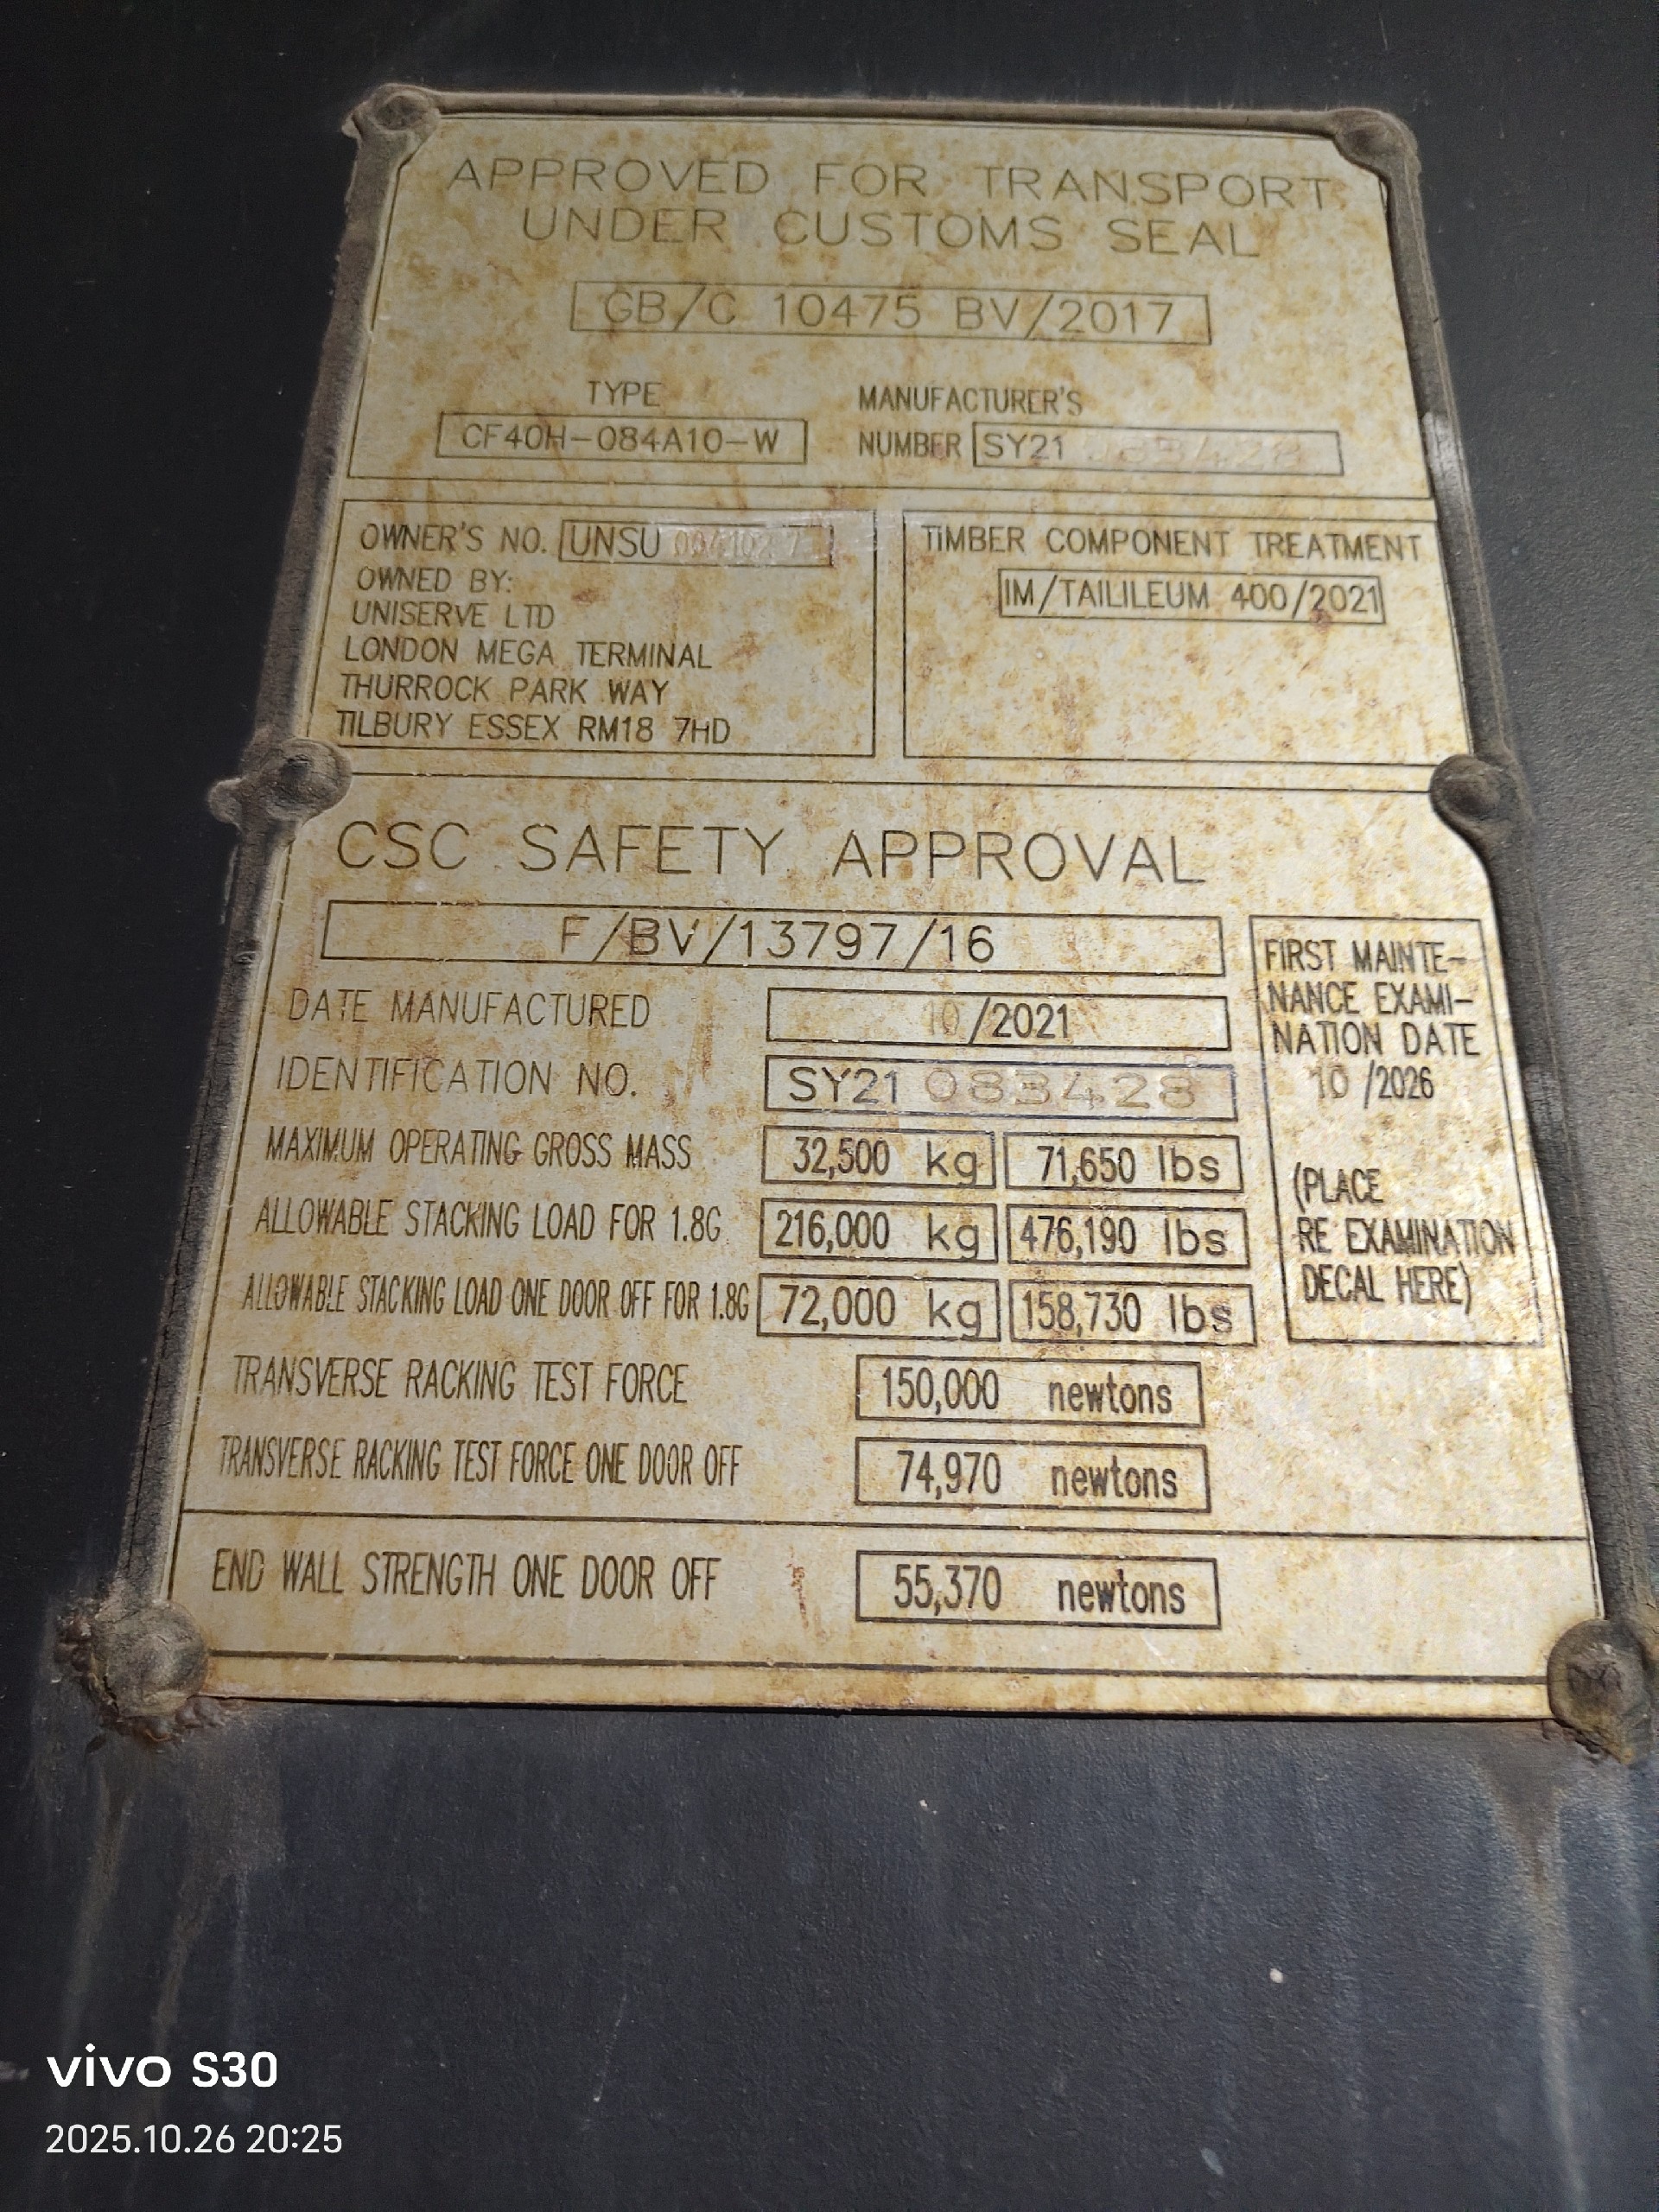 APPROVED FOR TRANSPORT
UNDER CUSTOMS SEAL
GB/C 10475 BV/2017
TYPE
CF40H-084A10-W
MANUFACTURER'S
NUMBER SY21 083428
OWNER'S NO. UNSU 004102 7
OWNED BY:
UNISERVE LTD
LONDON MEGA TERMINAL
THURROCK PARK WAY
TILBURY ESSEX RM18 7HD
TIMBER COMPONENT TREATMENT
IM/TAILILEUM 400/2021
CSC SAFETY APPROVAL
F/BV/13797/16
DATE MANUFACTURED 10/2021
IDENTIFICATION NO. SY21 083428
MAXIMUM OPERATING GROSS MASS 32,500 kg 71,650 lbs
ALLOWABLE STACKING LOAD FOR 1.8G 216,000 kg 476,190 lbs
ALLOWABLE STACKING LOAD ONE DOOR OFF FOR 1.8G 72,000 kg 158,730 lbs
TRANSVERSE RACKING TEST FORCE 150,000 newtons
TRANSVERSE RACKING TEST FORCE ONE DOOR OFF 74,970 newtons
FIRST MAINTE-
NANCE EXAMI-
NATION DATE
10 /2026
(PLACE
RE EXAMINATION
DECAL HERE)
END WALL STRENGTH ONE DOOR OFF 55,370 newtons
vivo S30
2025.10.26 20:25